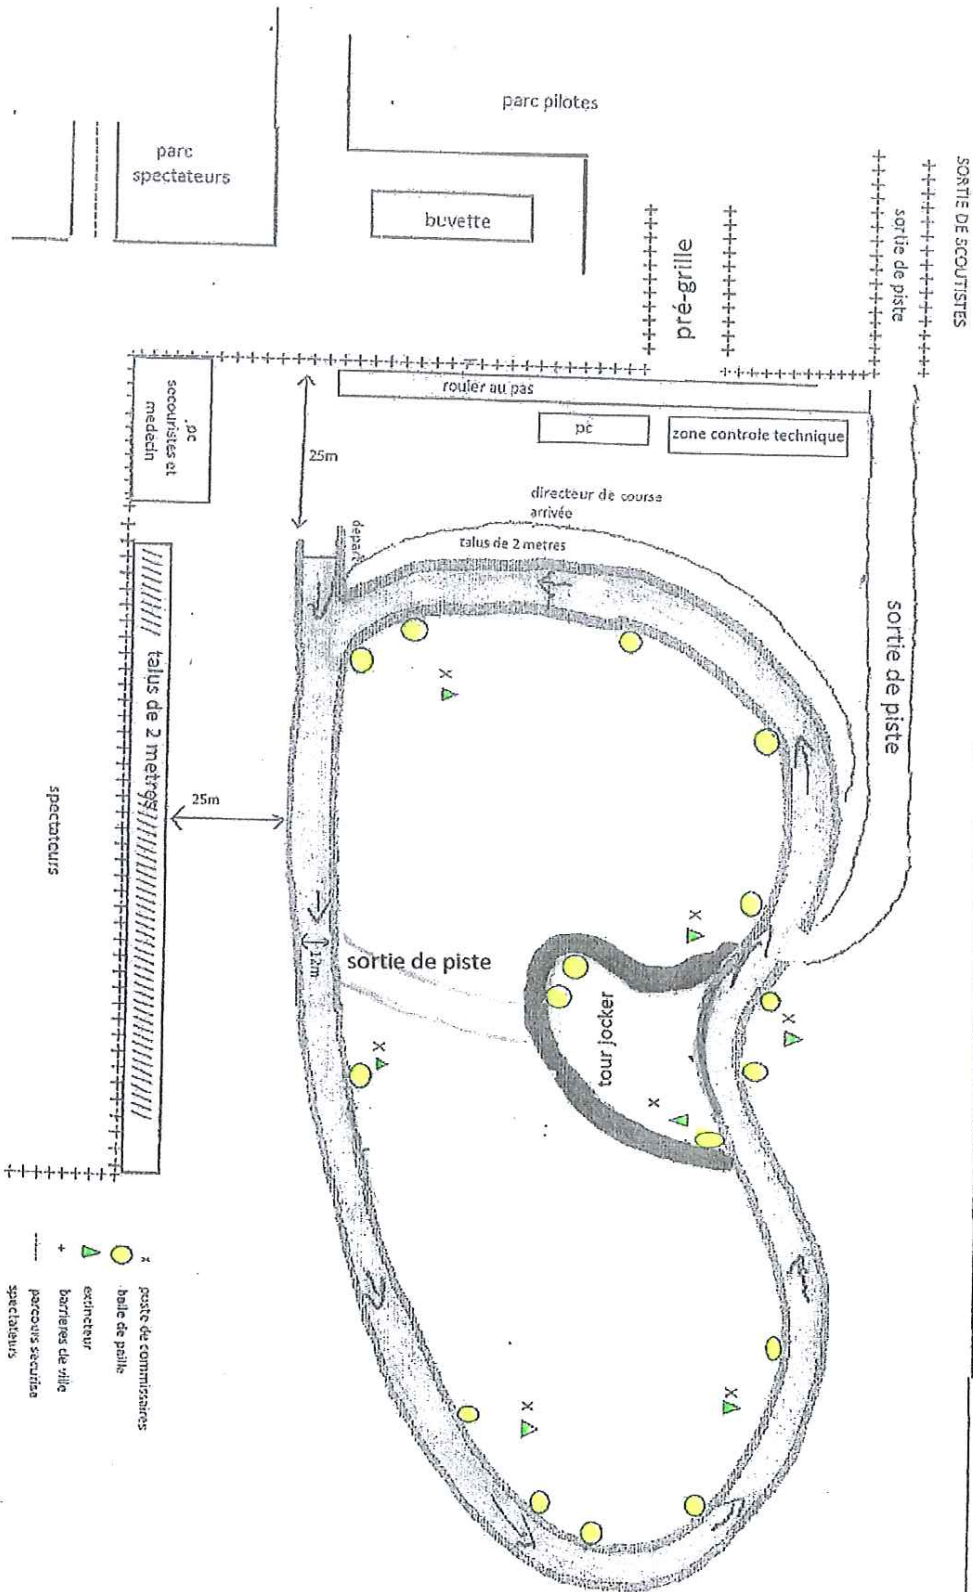 SORTIE DE SCOUTISTES
sortie de piste
parc pilotes
parc
spectateurs
buvette
pré-grille
rouler au pas
pc
zone controle technique
pc
secouristes et
medecin
25m
directeur de course
arrivée
talus de 2 metres
depart
sortie de piste
talus de 2 metres
25m
spectateurs
12m
sortie de piste
tour jocker
x
x
x
x
x
x
x
x poste de commissaires
balle de paille
extincteur
+ barrieres de ville
---- parcours securise
spectateurs